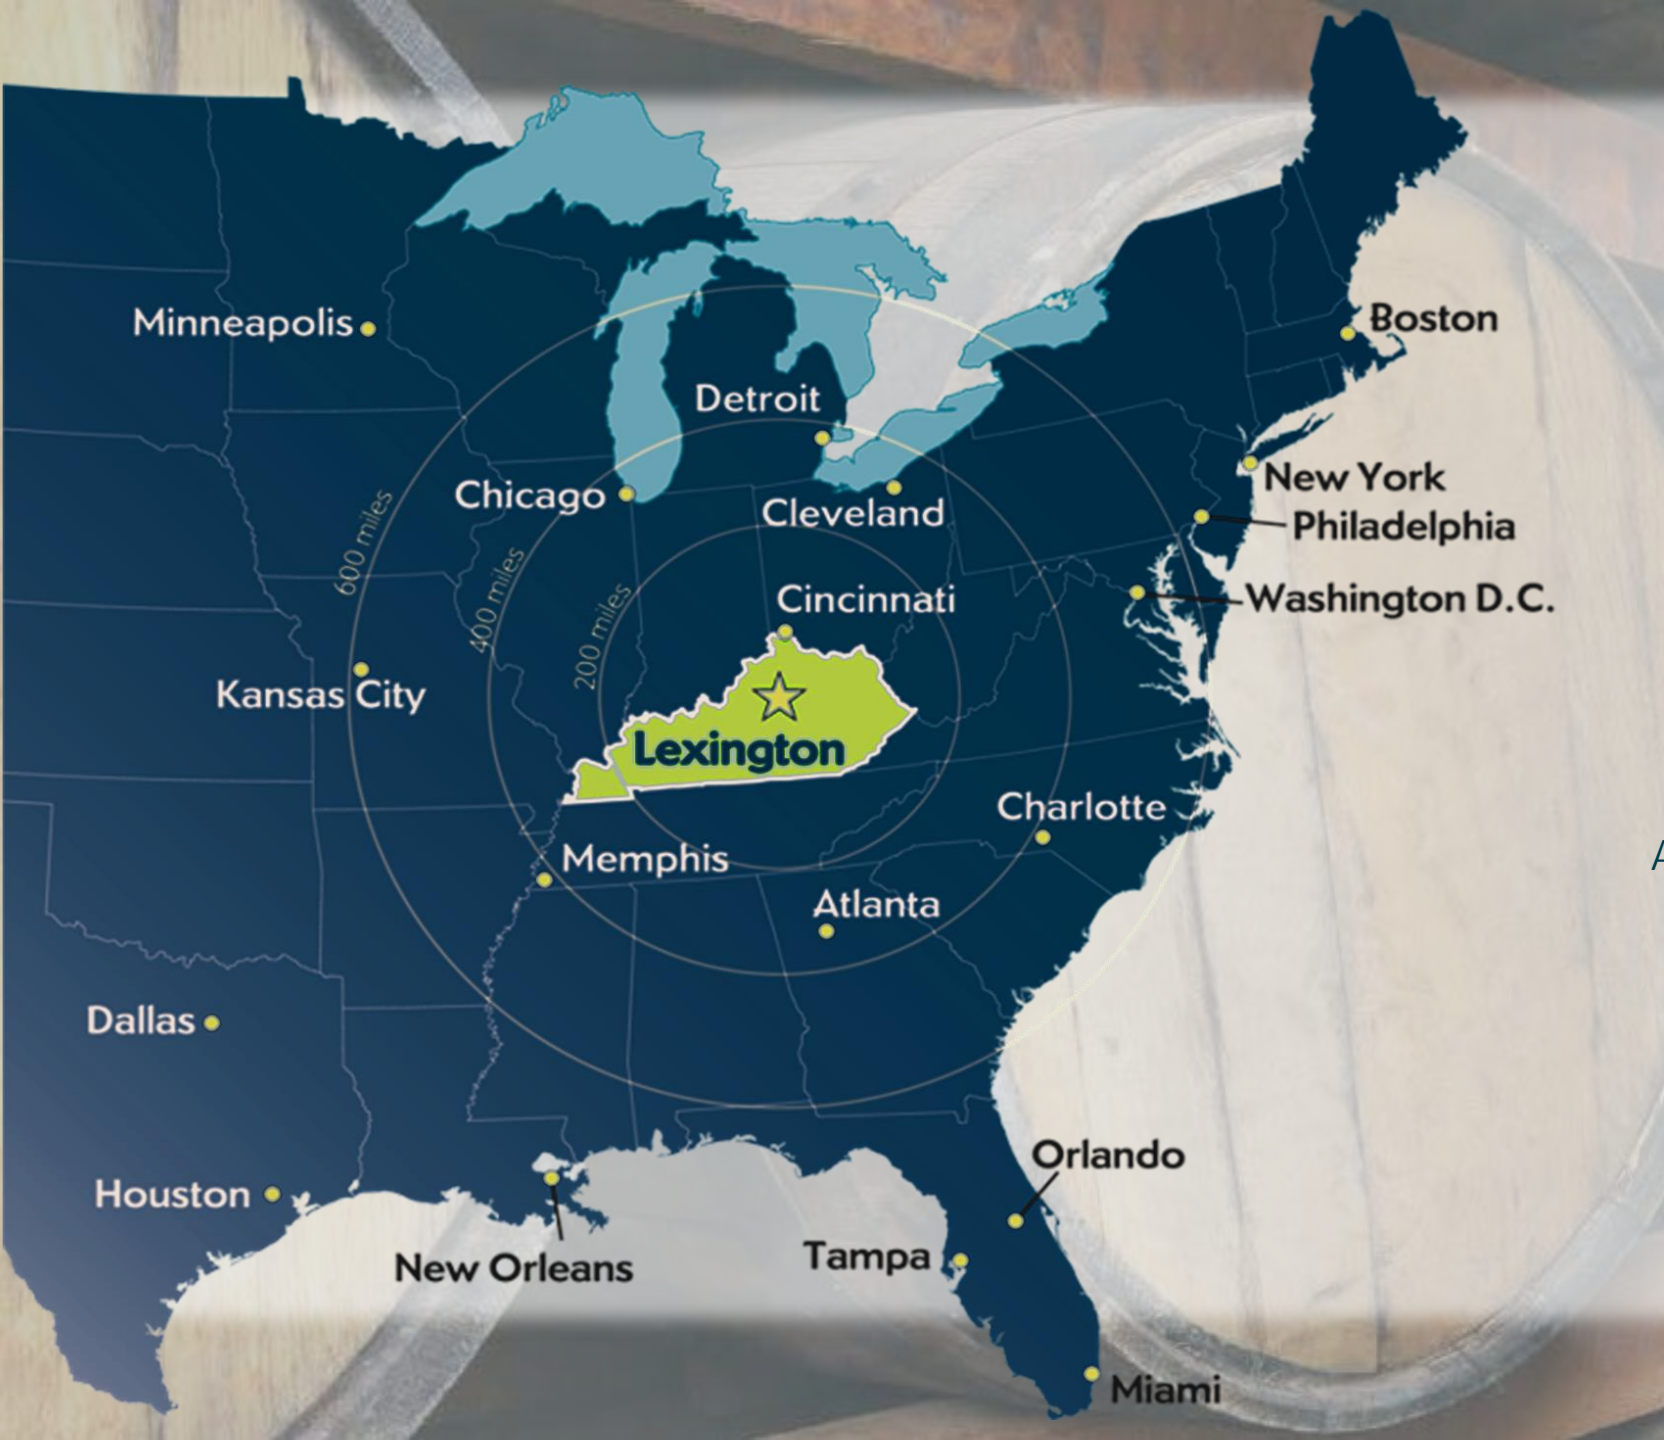 Minneapolis
Boston
Detroit
New York
Chicago
Cleveland
Philadelphia
600 miles
400 miles
200 miles
Cincinnati
Washington D.C.
Kansas City
Lexington
Charlotte
Memphis
A
Atlanta
Dallas
Orlando
Houston
Tampa
New Orleans
Miami